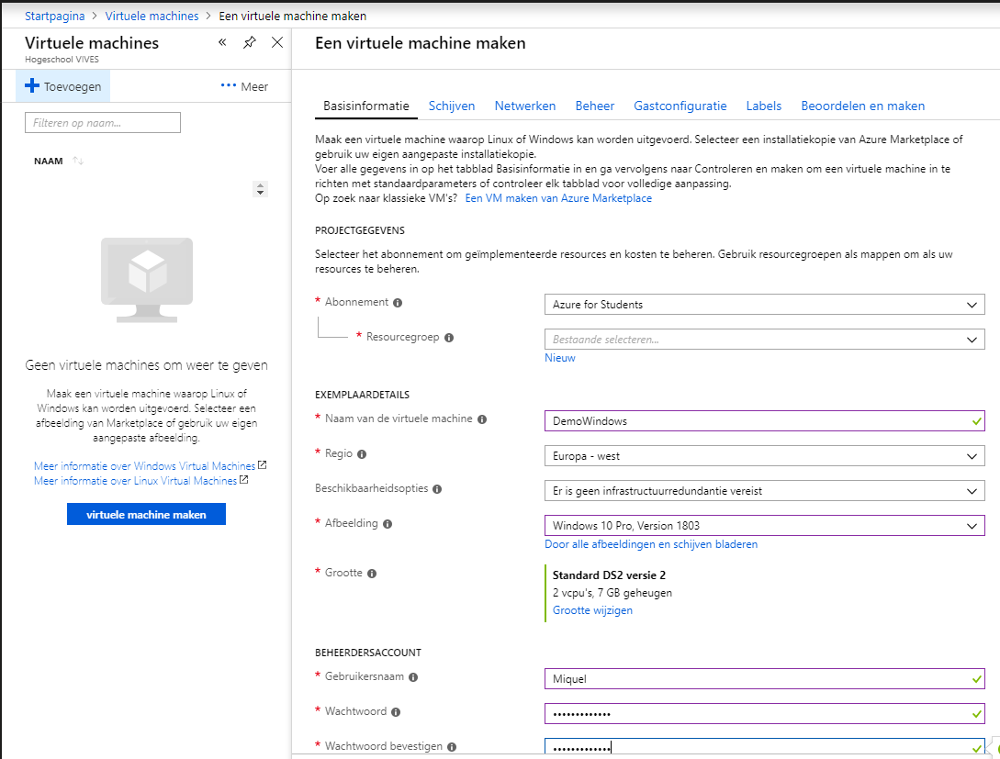 Startpagina > Virtuele machines > Een virtuele machine maken
Virtuele machines
Hogeschool VIVES
Toevoegen
Meer
Filteren op naam...
NAAM
Geen virtuele machines om weer te geven
Maak een virtuele machine waarop Linux of
Windows kan worden uitgevoerd. Selecteer een
afbeelding van Marketplace of gebruik uw eigen
aangepaste afbeelding.
Meer informatie over Windows Virtual Machines
Meer informatie over Linux Virtual Machines
virtuele machine maken
Een virtuele machine maken
Basisinformatie Schijven Netwerken Beheer Gastconfiguratie Labels Beoordelen en maken
Maak een virtuele machine waarop Linux of Windows kan worden uitgevoerd. Selecteer een installatiekopie van Azure Marketplace of
gebruik uw eigen aangepaste installatiekopie.
Voer alle gegevens in op het tabblad Basisinformatie in en ga vervolgens naar Controleren en maken om een virtuele machine in te
richten met standaardparameters of controleer elk tabblad voor volledige aanpassing.
Op zoek naar klassieke VM's? Een VM maken van Azure Marketplace
PROJECTGEGEVENS
Selecteer het abonnement om geïmplementeerde resources en kosten te beheren. Gebruik resourcegroepen als mappen om als uw
resources te beheren.
* Abonnement
Azure for Students
* Resourcegroep
Bestaande selecteren...
Nieuw
EXEMPLAARDETAILS
* Naam van de virtuele machine
DemoWindows
* Regio
Europa - west
Beschikbaarheidsopties
Er is geen infrastructuurredundantie vereist
* Afbeelding
Windows 10 Pro, Version 1803
Door alle afbeeldingen en schijven bladeren
* Grootte
Standard DS2 versie 2
2 vcpu's, 7 GB geheugen
Grootte wijzigen
BEHEERDERSACCOUNT
* Gebruikersnaam
Miquel
* Wachtwoord
•••••••••••••
* Wachtwoord bevestigen
•••••••••••••